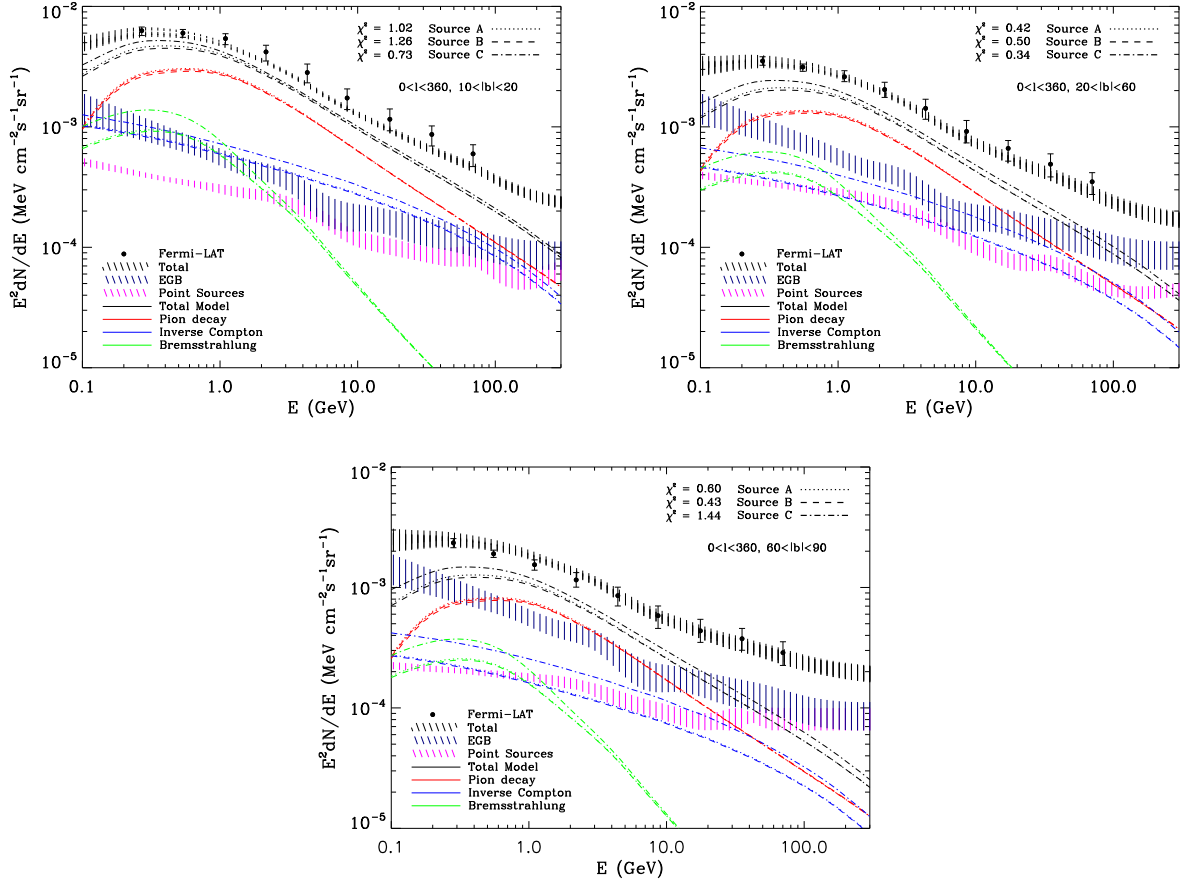 10⁻²
10⁻³
10⁻⁴
10⁻⁵
E²dN/dE (MeV cm⁻²s⁻¹sr⁻¹)
χ² = 1.02 Source A
χ² = 1.26 Source B
χ² = 0.73 Source C
0<l<360, 10<|b|<20
Fermi-LAT
Total
EGB
Point Sources
Total Model
Pion decay
Inverse Compton
Bremsstrahlung
0.1 1.0 10.0 100.0
E (GeV)
10⁻²
10⁻³
10⁻⁴
10⁻⁵
E²dN/dE (MeV cm⁻²s⁻¹sr⁻¹)
χ² = 0.42 Source A
χ² = 0.50 Source B
χ² = 0.34 Source C
0<l<360, 20<|b|<60
Fermi-LAT
Total
EGB
Point Sources
Total Model
Pion decay
Inverse Compton
Bremsstrahlung
0.1 1.0 10.0 100.0
E (GeV)
10⁻²
10⁻³
10⁻⁴
10⁻⁵
E²dN/dE (MeV cm⁻²s⁻¹sr⁻¹)
χ² = 0.60 Source A
χ² = 0.43 Source B
χ² = 1.44 Source C
0<l<360, 60<|b|<90
Fermi-LAT
Total
EGB
Point Sources
Total Model
Pion decay
Inverse Compton
Bremsstrahlung
0.1 1.0 10.0 100.0
E (GeV)